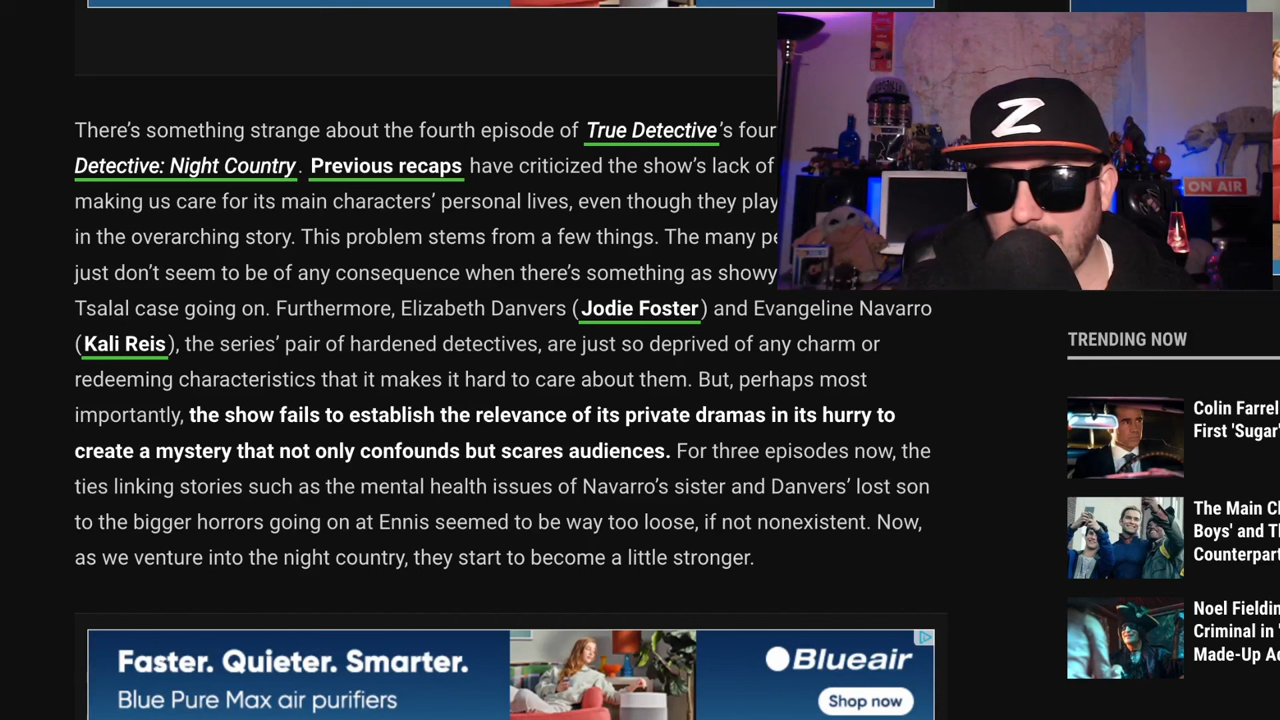 There's something strange about the fourth episode of True Detective's four
Detective: Night Country. Previous recaps have criticized the show's lack of
making us care for its main characters' personal lives, even though they play
in the overarching story. This problem stems from a few things. The many pe
just don't seem to be of any consequence when there's something as showy
Tsalal case going on. Furthermore, Elizabeth Danvers (Jodie Foster) and Evangeline Navarro
(Kali Reis), the series' pair of hardened detectives, are just so deprived of any charm or
redeeming characteristics that it makes it hard to care about them. But, perhaps most
importantly, the show fails to establish the relevance of its private dramas in its hurry to
create a mystery that not only confounds but scares audiences. For three episodes now, the
ties linking stories such as the mental health issues of Navarro's sister and Danvers' lost son
to the bigger horrors going on at Ennis seemed to be way too loose, if not nonexistent. Now,
as we venture into the night country, they start to become a little stronger.
Z
ON AIR
TRENDING NOW
Colin Farrel
First 'Sugar'
The Main Cl
Boys' and Tl
Counterpart
Noel Fieldin
Criminal in '
Made-Up Ad
Faster. Quieter. Smarter.
Blue Pure Max air purifiers
Blueair
Shop now